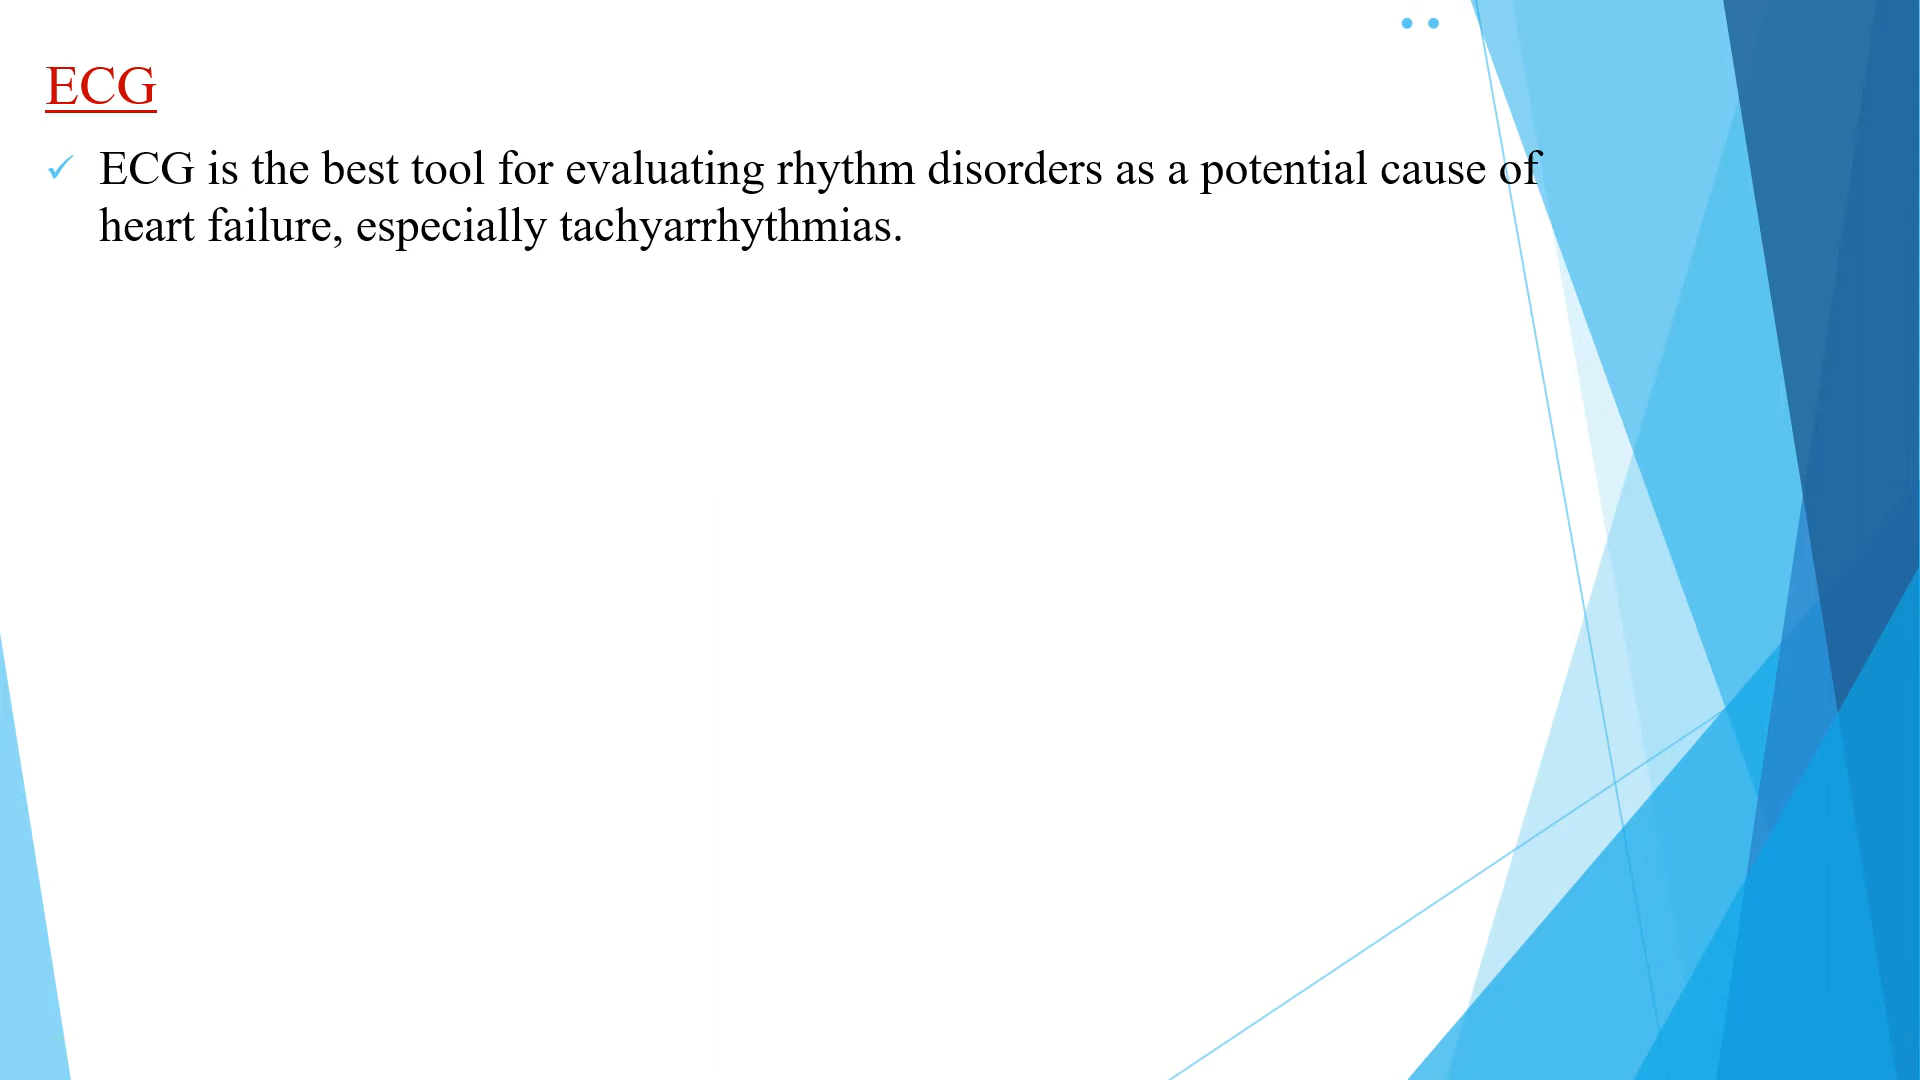 ECG
✓ ECG is the best tool for evaluating rhythm disorders as a potential cause of
heart failure, especially tachyarrhythmias.